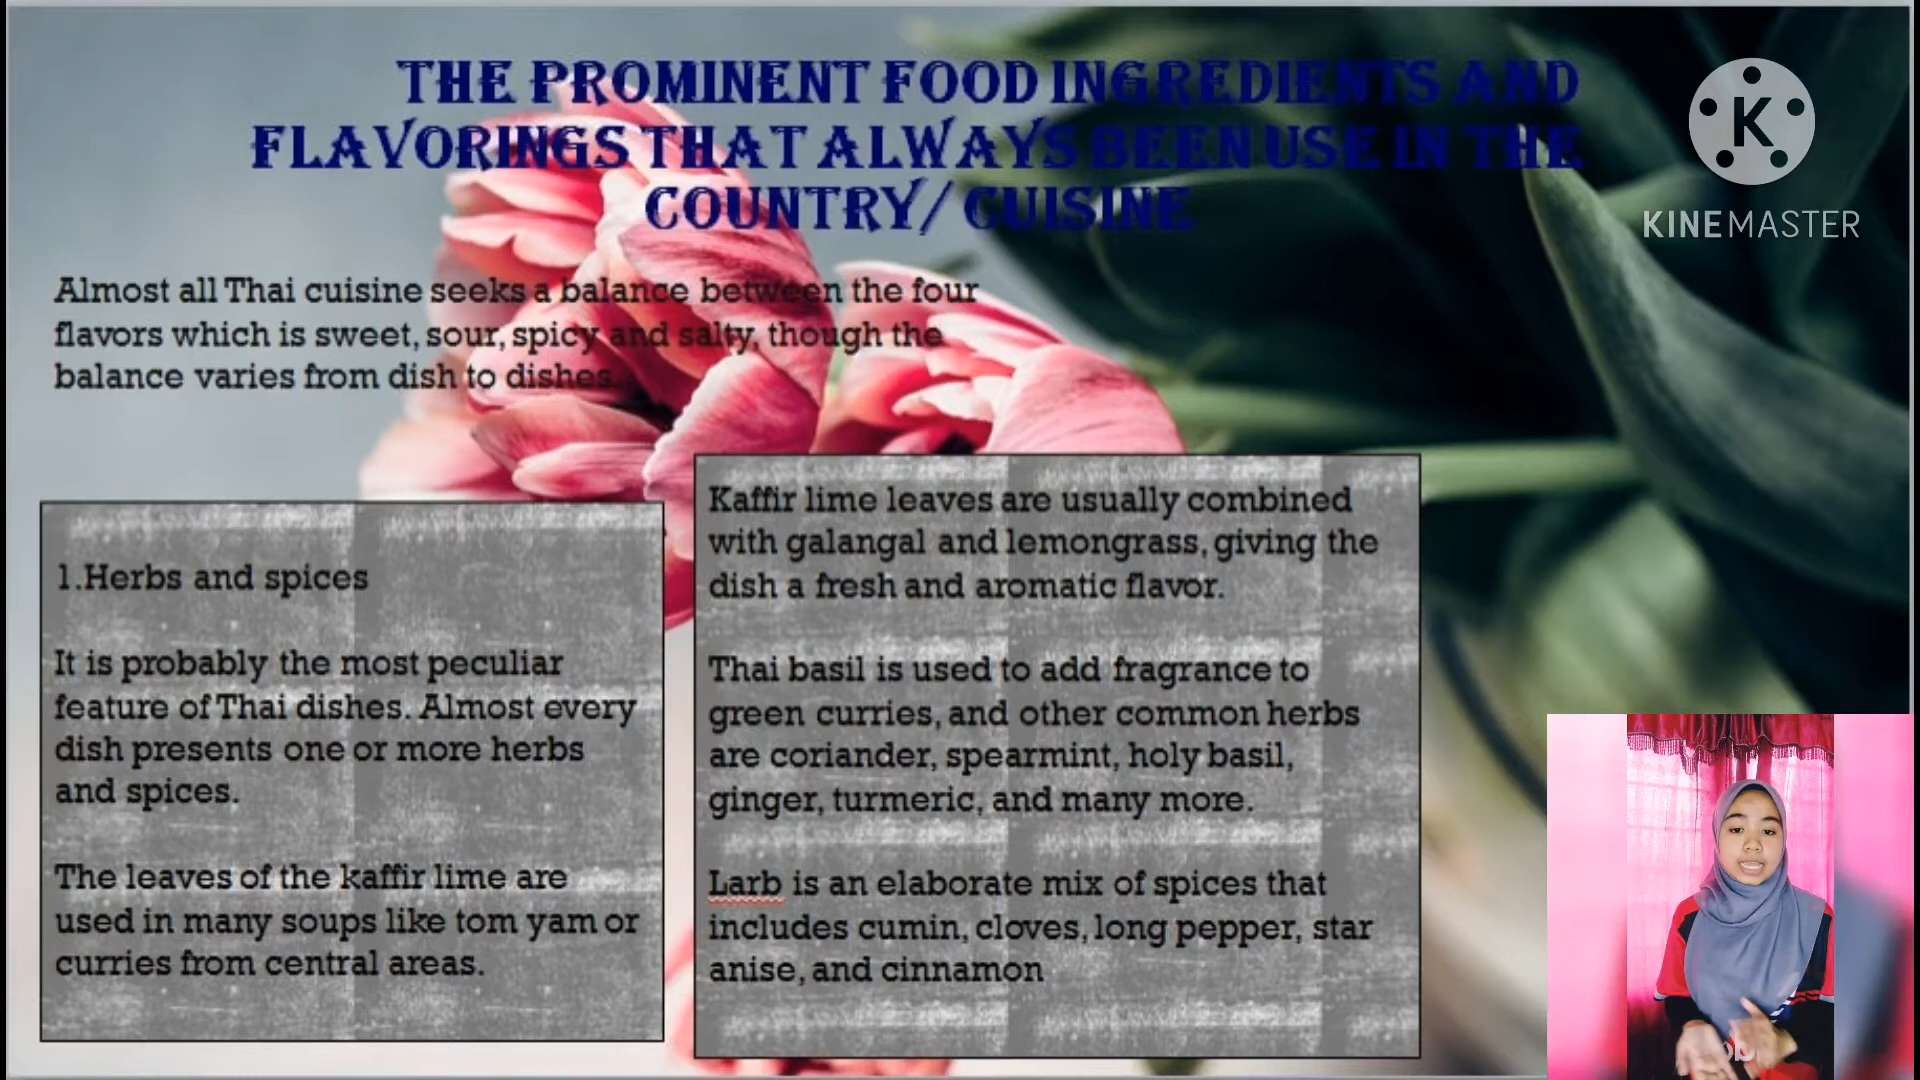 THE PROMINENT FOOD INGREDIENTS AND
FLAVORINGS THAT ALWAYS BEEN USE IN THE
COUNTRY/ CUISINE
K
KINEMASTER
Almost all Thai cuisine seeks a balance between the four
flavors which is sweet, sour, spicy and salty, though the
balance varies from dish to dishes.
1.Herbs and spices
It is probably the most peculiar
feature of Thai dishes. Almost every
dish presents one or more herbs
and spices.
The leaves of the kaffir lime are
used in many soups like tom yam or
curries from central areas.
Kaffir lime leaves are usually combined
with galangal and lemongrass, giving the
dish a fresh and aromatic flavor.
Thai basil is used to add fragrance to
green curries, and other common herbs
are coriander, spearmint, holy basil,
ginger, turmeric, and many more.
Larb is an elaborate mix of spices that
includes cumin, cloves, long pepper, star
anise, and cinnamon